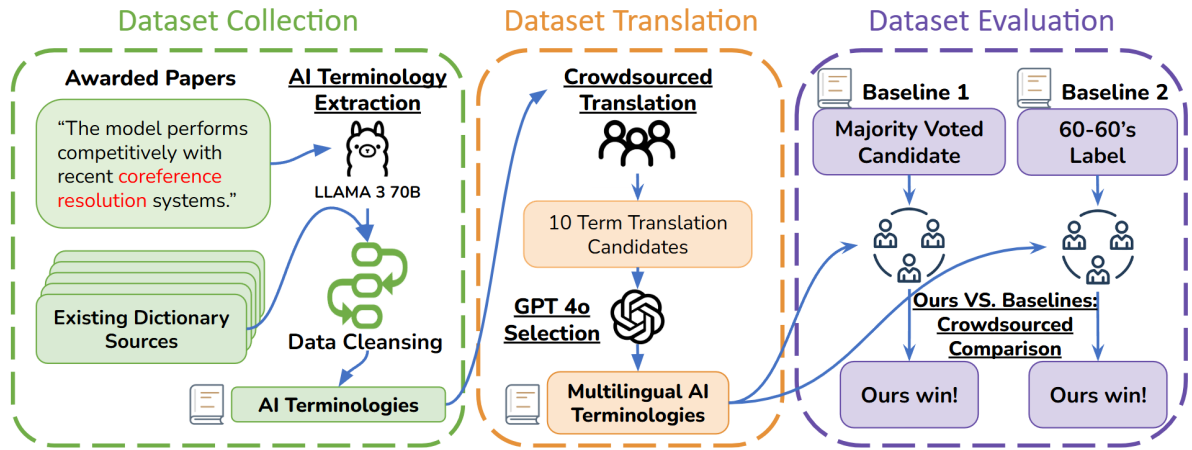 Dataset Collection
Awarded Papers
“The model performs
competitively with
recent coreference
resolution systems.”
AI Terminology
Extraction
LLAMA 3 70B
Existing Dictionary
Sources
Data Cleansing
AI Terminologies
Dataset Translation
Crowdsourced
Translation
10 Term Translation
Candidates
GPT 4o
Selection
Multilingual AI
Terminologies
Dataset Evaluation
Baseline 1
Majority Voted
Candidate
Baseline 2
60-60’s
Label
Ours VS. Baselines:
Crowdsourced
Comparison
Ours win!
Ours win!